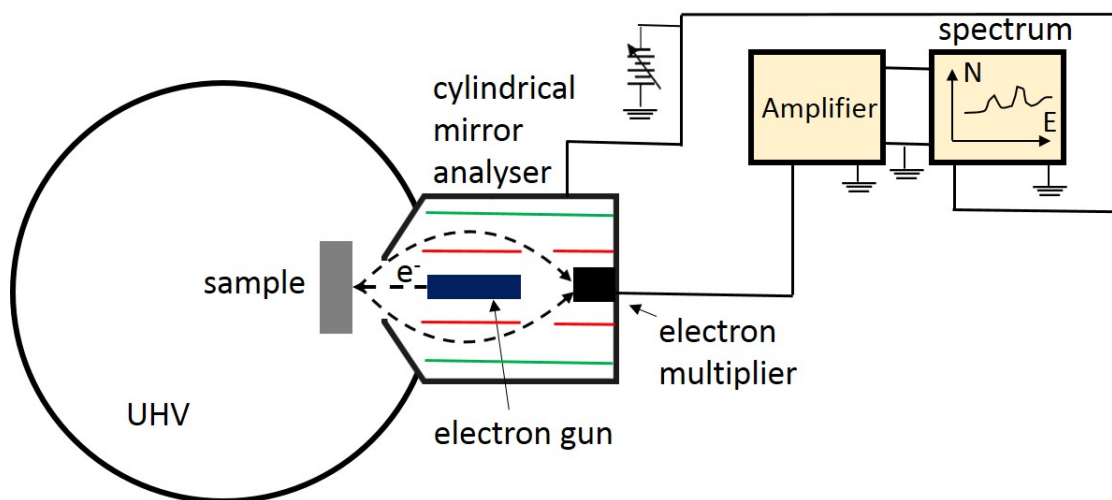 spectrum
N
E
Amplifier
cylindrical
mirror
analyser
sample
e-
electron
multiplier
UHV
electron gun